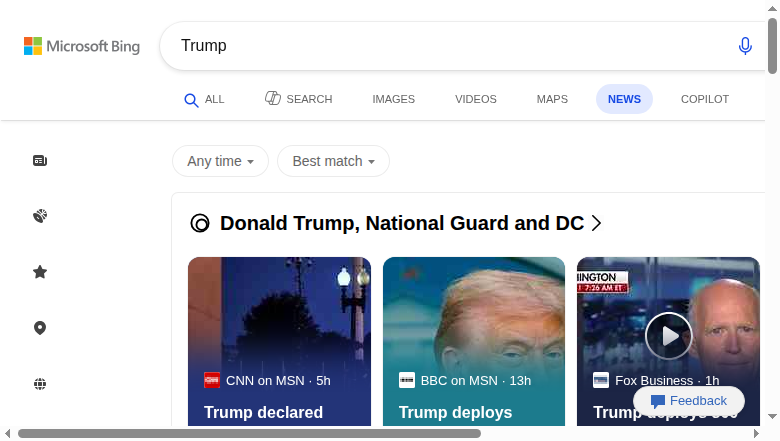 Microsoft Bing
Trump
ALL
SEARCH
IMAGES
VIDEOS
MAPS
NEWS
COPILOT
Any time
Best match
Donald Trump, National Guard and DC
INGTON
7:26 AM ET
CNN on MSN · 5h
Trump declared
BBC on MSN · 13h
Trump deploys
Fox Business · 1h
Trump deploys 800
Feedback